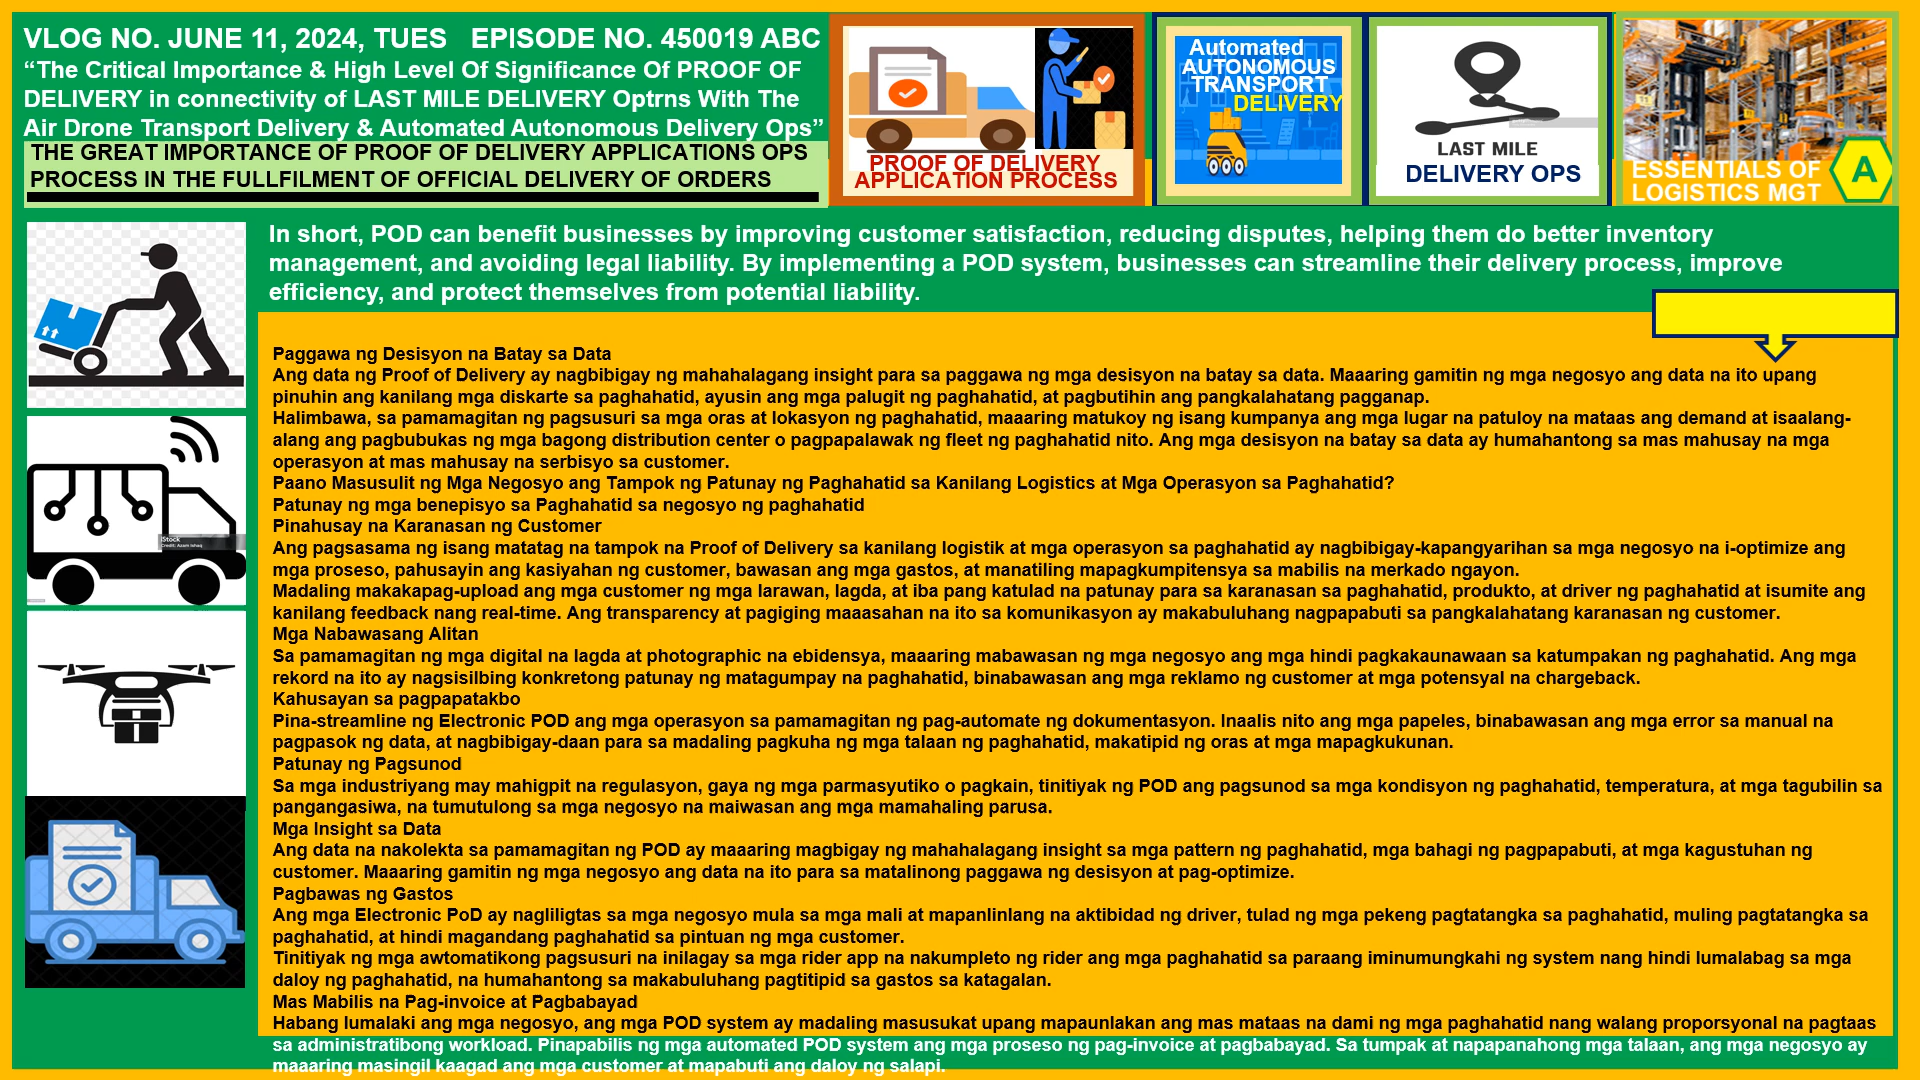 VLOG NO. JUNE 11, 2024, TUES   EPISODE NO. 450019 ABC
“The Critical Importance & High Level Of Significance Of PROOF OF
DELIVERY in connectivity of LAST MILE DELIVERY Optrns With The
Air Drone Transport Delivery & Automated Autonomous Delivery Ops”
THE GREAT IMPORTANCE OF PROOF OF DELIVERY APPLICATIONS OPS
PROCESS IN THE FULLFILMENT OF OFFICIAL DELIVERY OF ORDERS
PROOF OF DELIVERY
APPLICATION PROCESS
Automated
AUTONOMOUS
TRANSPORT
DELIVERY
LAST MILE
DELIVERY OPS
ESSENTIALS OF
LOGISTICS MGT
A
In short, POD can benefit businesses by improving customer satisfaction, reducing disputes, helping them do better inventory
management, and avoiding legal liability. By implementing a POD system, businesses can streamline their delivery process, improve
efficiency, and protect themselves from potential liability.
iStock
Credit: Azam Ishaq
Paggawa ng Desisyon na Batay sa Data
Ang data ng Proof of Delivery ay nagbibigay ng mahahalagang insight para sa paggawa ng mga desisyon na batay sa data. Maaaring gamitin ng mga negosyo ang data na ito upang
pinuhin ang kanilang mga diskarte sa paghahatid, ayusin ang mga palugit ng paghahatid, at pagbutihin ang pangkalahatang pagganap.
Halimbawa, sa pamamagitan ng pagsusuri sa mga oras at lokasyon ng paghahatid, maaaring matukoy ng isang kumpanya ang mga lugar na patuloy na mataas ang demand at isaalang-
alang ang pagbubukas ng mga bagong distribution center o pagpapalawak ng fleet ng paghahatid nito. Ang mga desisyon na batay sa data ay humahantong sa mas mahusay na mga
operasyon at mas mahusay na serbisyo sa customer.
Paano Masusulit ng Mga Negosyo ang Tampok ng Patunay ng Paghahatid sa Kanilang Logistics at Mga Operasyon sa Paghahatid?
Patunay ng mga benepisyo sa Paghahatid sa negosyo ng paghahatid
Pinahusay na Karanasan ng Customer
Ang pagsasama ng isang matatag na tampok na Proof of Delivery sa kanilang logistik at mga operasyon sa paghahatid ay nagbibigay-kapangyarihan sa mga negosyo na i-optimize ang
mga proseso, pahusayin ang kasiyahan ng customer, bawasan ang mga gastos, at manatiling mapagkumpitensya sa mabilis na merkado ngayon.
Madaling makakapag-upload ang mga customer ng mga larawan, lagda, at iba pang katulad na patunay para sa karanasan sa paghahatid, produkto, at driver ng paghahatid at isumite ang
kanilang feedback nang real-time. Ang transparency at pagiging maaasahan na ito sa komunikasyon ay makabuluhang nagpapabuti sa pangkalahatang karanasan ng customer.
Mga Nabawasang Alitan
Sa pamamagitan ng mga digital na lagda at photographic na ebidensya, maaaring mabawasan ng mga negosyo ang mga hindi pagkakaunawaan sa katumpakan ng paghahatid. Ang mga
rekord na ito ay nagsisilbing konkretong patunay ng matagumpay na paghahatid, binabawasan ang mga reklamo ng customer at mga potensyal na chargeback.
Kahusayan sa pagpapatakbo
Pina-streamline ng Electronic POD ang mga operasyon sa pamamagitan ng pag-automate ng dokumentasyon. Inaalis nito ang mga papeles, binabawasan ang mga error sa manual na
pagpasok ng data, at nagbibigay-daan para sa madaling pagkuha ng mga talaan ng paghahatid, makatipid ng oras at mga mapagkukunan.
Patunay ng Pagsunod
Sa mga industriyang may mahigpit na regulasyon, gaya ng mga parmasyutiko o pagkain, tinitiyak ng POD ang pagsunod sa mga kondisyon ng paghahatid, temperatura, at mga tagubilin sa
pangangasiwa, na tumutulong sa mga negosyo na maiwasan ang mga mamahaling parusa.
Mga Insight sa Data
Ang data na nakolekta sa pamamagitan ng POD ay maaaring magbigay ng mahahalagang insight sa mga pattern ng paghahatid, mga bahagi ng pagpapabuti, at mga kagustuhan ng
customer. Maaaring gamitin ng mga negosyo ang data na ito para sa matalinong paggawa ng desisyon at pag-optimize.
Pagbawas ng Gastos
Ang mga Electronic PoD ay nagliligtas sa mga negosyo mula sa mga mali at mapanlinlang na aktibidad ng driver, tulad ng mga pekeng pagtatangka sa paghahatid, muling pagtatangka sa
paghahatid, at hindi magandang paghahatid sa pintuan ng mga customer.
Tinitiyak ng mga awtomatikong pagsusuri na inilagay sa mga rider app na nakumpleto ng rider ang mga paghahatid sa paraang iminumungkahi ng system nang hindi lumalabag sa mga
daloy ng paghahatid, na humahantong sa makabuluhang pagtitipid sa gastos sa katagalan.
Mas Mabilis na Pag-invoice at Pagbabayad
Habang lumalaki ang mga negosyo, ang mga POD system ay madaling masusukat upang mapaunlakan ang mas mataas na dami ng mga paghahatid nang walang proporsyonal na pagtaas
sa administratibong workload. Pinapabilis ng mga automated POD system ang mga proseso ng pag-invoice at pagbabayad. Sa tumpak at napapanahong mga talaan, ang mga negosyo ay
maaaring masingil kaagad ang mga customer at mapabuti ang daloy ng salapi.